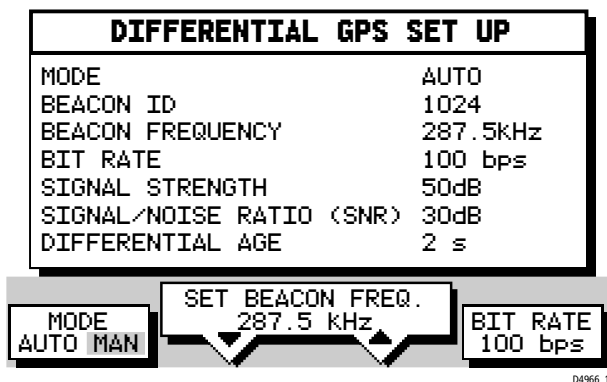 DIFFERENTIAL GPS SET UP
MODE AUTO
BEACON ID 1024
BEACON FREQUENCY 287.5KHz
BIT RATE 100 bps
SIGNAL STRENGTH 50dB
SIGNAL/NOISE RATIO (SNR) 30dB
DIFFERENTIAL AGE 2 s
MODE
AUTO MAN
SET BEACON FREQ.
287.5 KHz
BIT RATE
100 bps